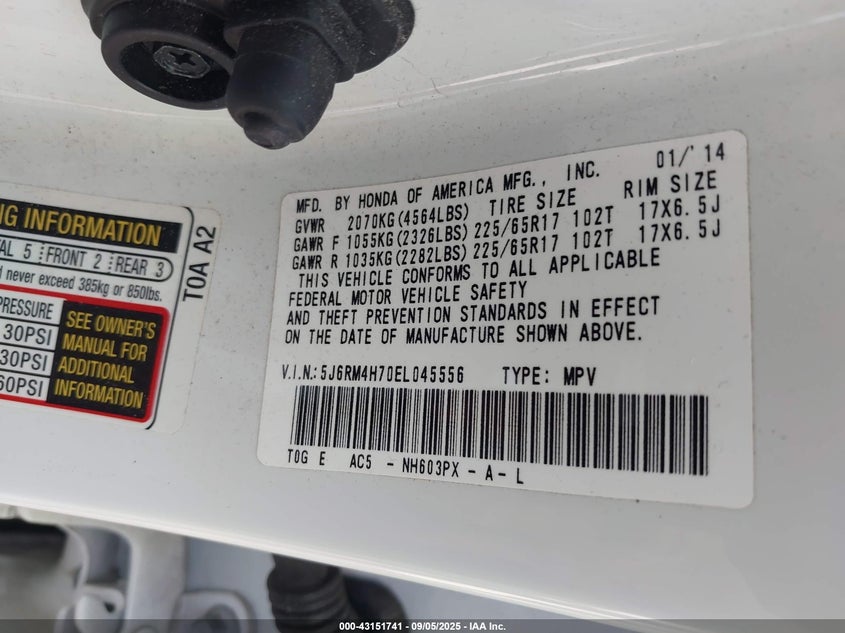 MFD. BY HONDA OF AMERICA MFG., INC. 01/'14
GVWR 2070KG(4564LBS) TIRE SIZE RIM SIZE
GAWR F 1055KG(2326LBS) 225/65R17 102T 17X6.5J
GAWR R 1035KG(2282LBS) 225/65R17 102T 17X6.5J
THIS VEHICLE CONFORMS TO ALL APPLICABLE
FEDERAL MOTOR VEHICLE SAFETY
AND THEFT PREVENTION STANDARDS IN EFFECT
ON THE DATE OF MANUFACTURE SHOWN ABOVE.
V.I.N.:5J6RM4H70EL045556 TYPE: MPV
T0G E AC5 - NH603PX - A - L
INFORMATION
5 FRONT 2 REAR 3
never exceed 385kg or 850lbs.
T0A A2
PRESSURE
30PSI
30PSI
60PSI
SEE OWNER'S
MANUAL FOR
ADDITIONAL
INFORMATION
000-43151741 - 09/05/2025 - IAA Inc.